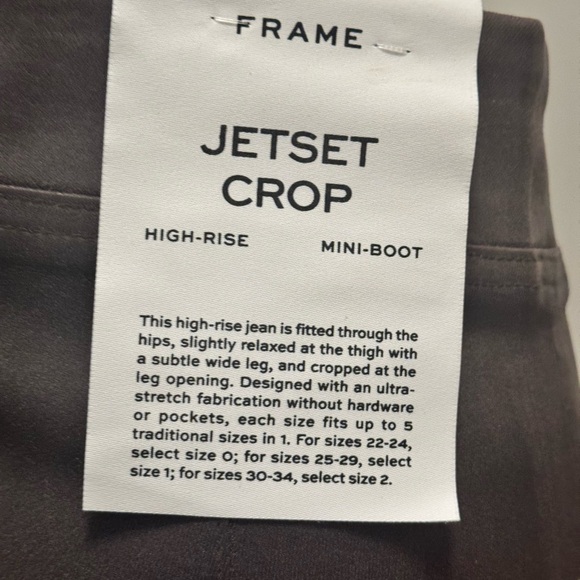 FRAME
JETSET
CROP
HIGH-RISE MINI-BOOT
This high-rise jean is fitted through the
hips, slightly relaxed at the thigh with
a subtle wide leg, and cropped at the
leg opening. Designed with an ultra-
stretch fabrication without hardware
or pockets, each size fits up to 5
traditional sizes in 1. For sizes 22-24,
select size 0; for sizes 25-29, select
size 1; for sizes 30-34, select size 2.